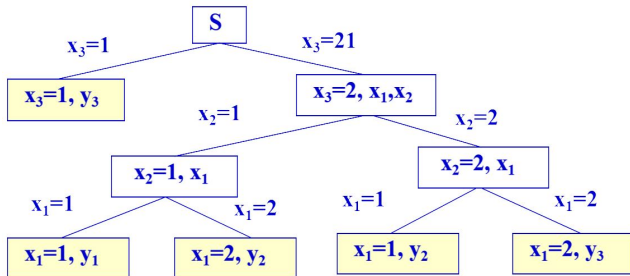 S
x₃=1
x₃=21
x₃=1, y₃
x₃=2, x₁,x₂
x₂=1
x₂=2
x₂=1, x₁
x₂=2, x₁
x₁=1
x₁=2
x₁=1
x₁=2
x₁=1, y₁
x₁=2, y₂
x₁=1, y₂
x₁=2, y₃